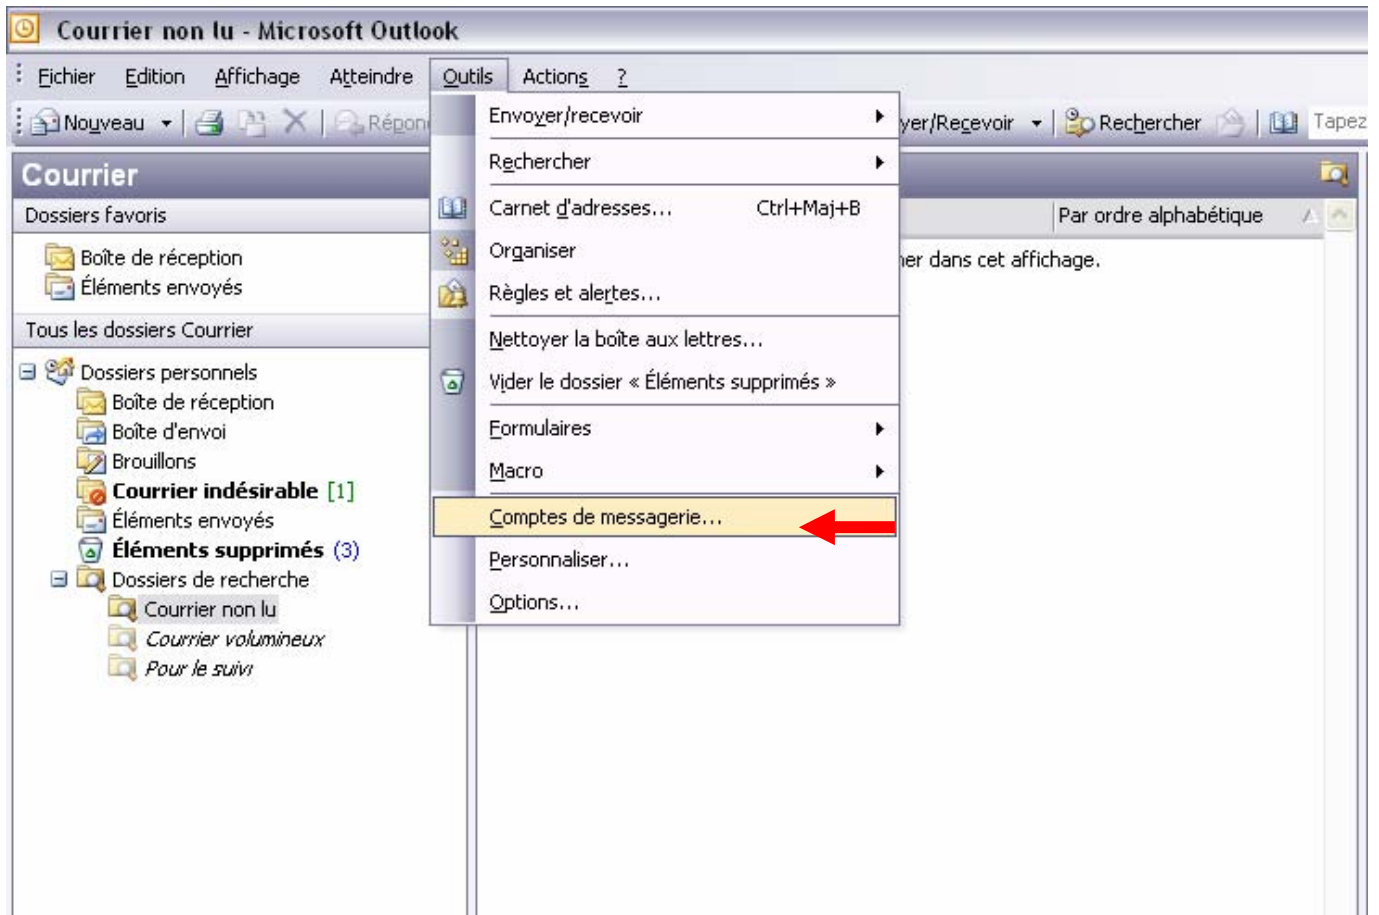 Courrier non lu - Microsoft Outlook
Fichier Edition Affichage Atteindre Outils Actions ?
Nouveau Répon yer/Recevoir Rechercher Tapez
Envoyer/recevoir
Rechercher
Carnet d'adresses... Ctrl+Maj+B
Organiser
Règles et alertes...
Nettoyer la boîte aux lettres...
Vider le dossier « Éléments supprimés »
Formulaires
Macro
Comptes de messagerie...
Personnaliser...
Options...
Courrier
Dossiers favoris
Boîte de réception
Éléments envoyés
Tous les dossiers Courrier
Dossiers personnels
Boîte de réception
Boîte d'envoi
Brouillons
Courrier indésirable [1]
Éléments envoyés
Éléments supprimés (3)
Dossiers de recherche
Courrier non lu
Courrier volumineux
Pour le suivi
Par ordre alphabétique
er dans cet affichage.